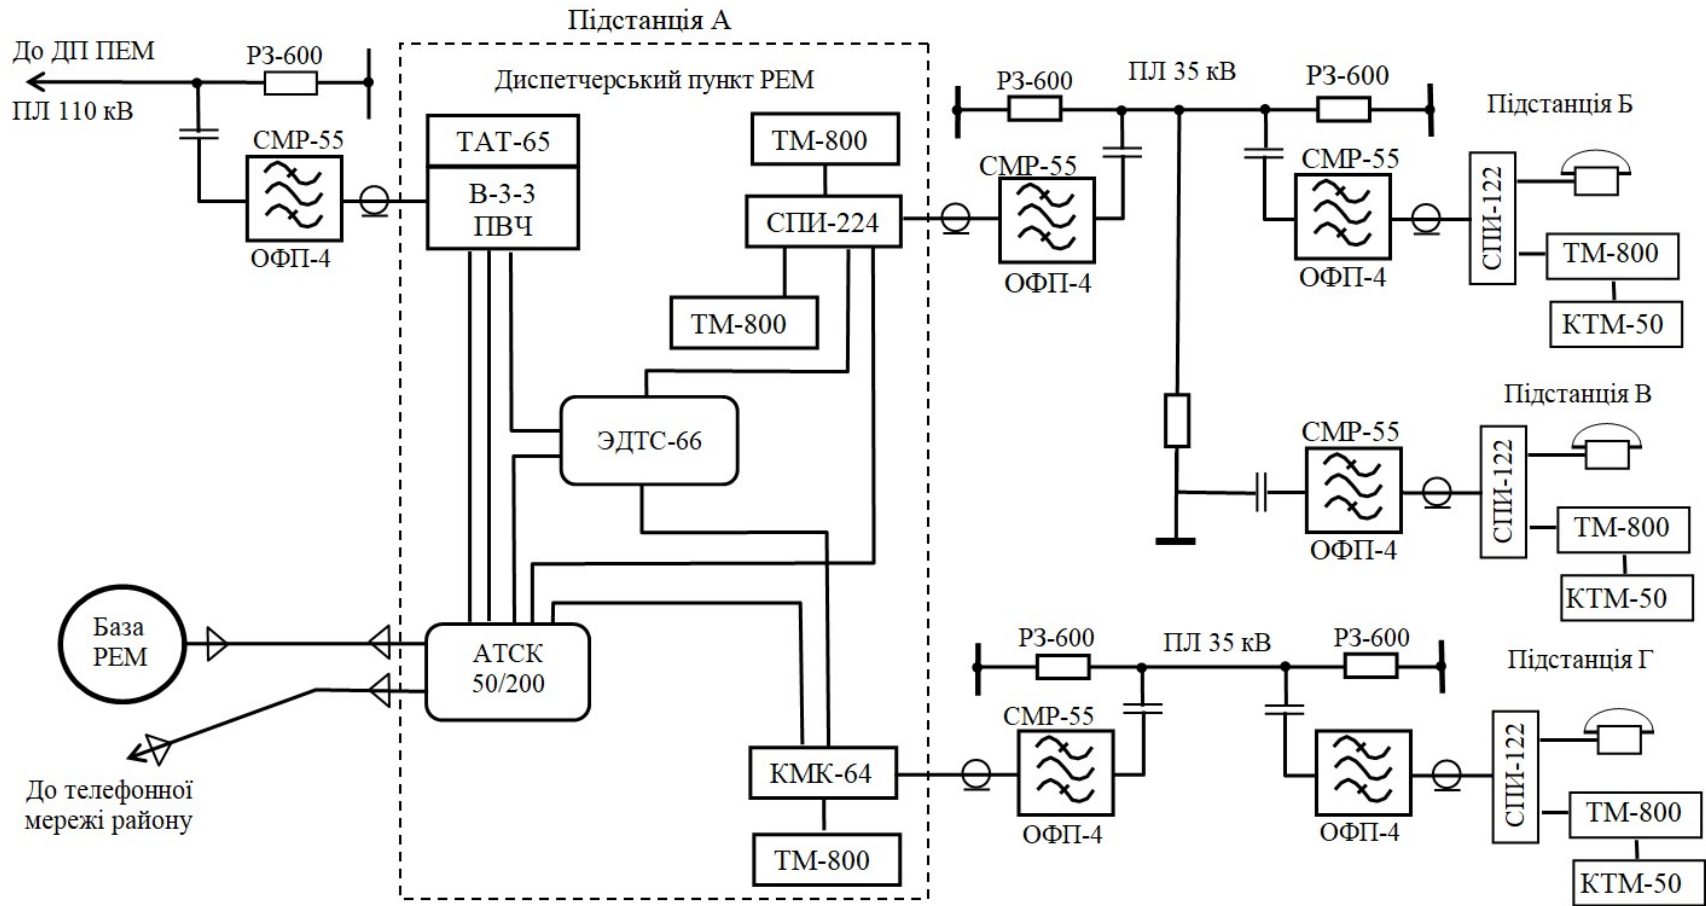 Підстанція А
До ДП ПЕМ
РЗ-600
ПЛ 110 кВ
СМР-55
ОФП-4
Диспетчерський пункт РЕМ
ТАТ-65
В-3-3
ПВЧ
ТМ-800
СПИ-224
ТМ-800
ЭДТС-66
База
РЕМ
АТСК
50/200
До телефонної
мережі району
КМК-64
ТМ-800
РЗ-600
ПЛ 35 кВ
РЗ-600
СМР-55
ОФП-4
СМР-55
ОФП-4
Підстанція Б
СПИ-122
ТМ-800
КТМ-50
Підстанція В
СМР-55
ОФП-4
СПИ-122
ТМ-800
КТМ-50
РЗ-600
ПЛ 35 кВ
РЗ-600
СМР-55
ОФП-4
ОФП-4
Підстанція Г
СПИ-122
ТМ-800
КТМ-50